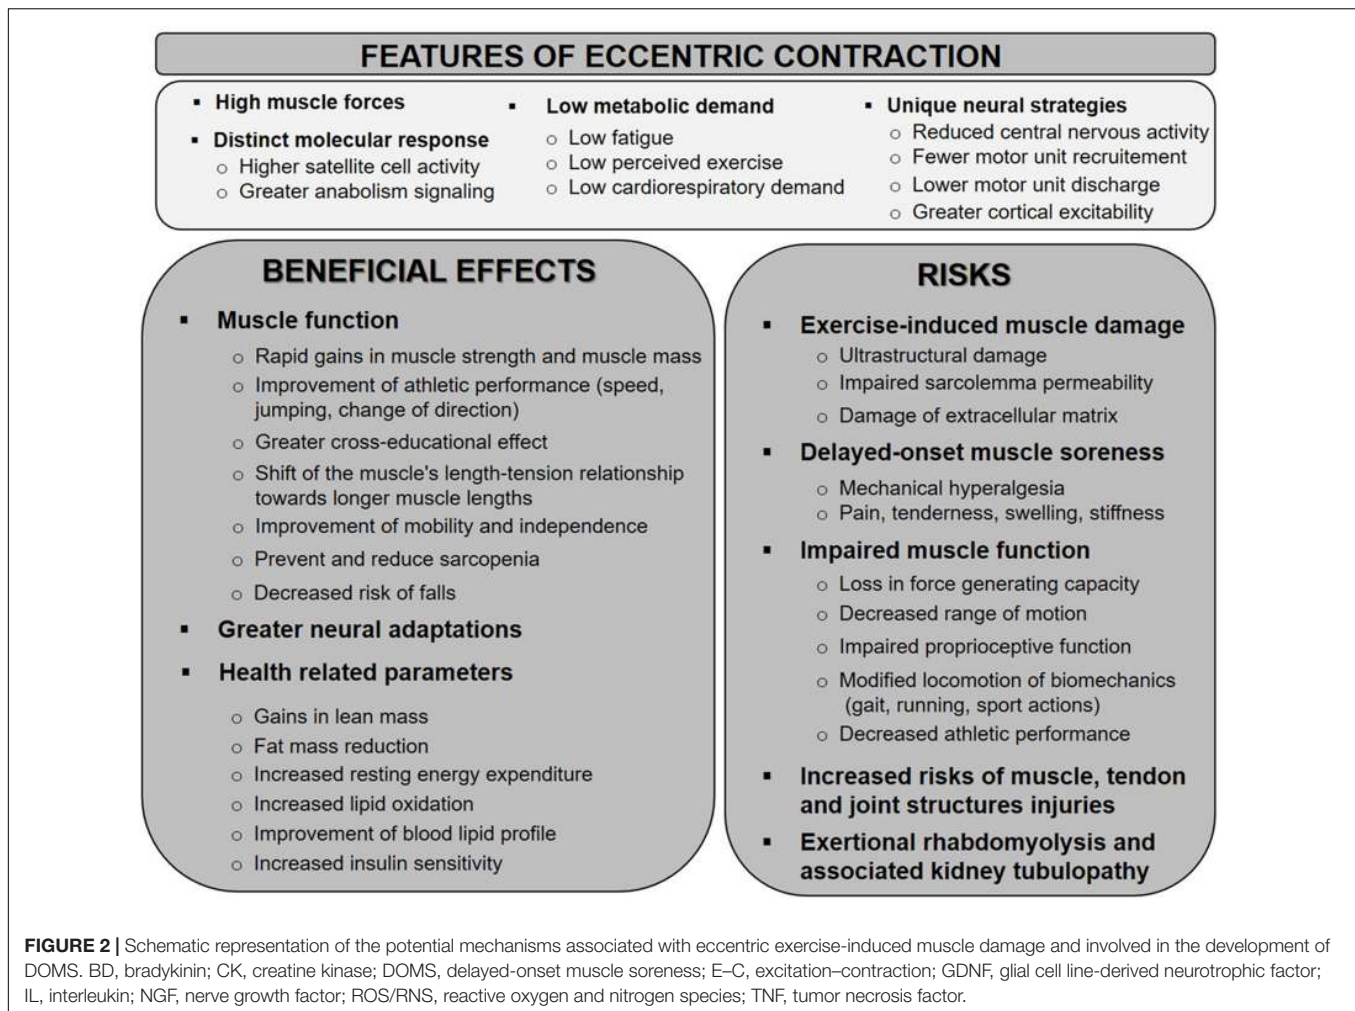 FEATURES OF ECCENTRIC CONTRACTION
▪ High muscle forces
▪ Distinct molecular response
o Higher satellite cell activity
o Greater anabolism signaling
▪ Low metabolic demand
o Low fatigue
o Low perceived exercise
o Low cardiorespiratory demand
▪ Unique neural strategies
o Reduced central nervous activity
o Fewer motor unit recruitement
o Lower motor unit discharge
o Greater cortical excitability
BENEFICIAL EFFECTS
▪ Muscle function
o Rapid gains in muscle strength and muscle mass
o Improvement of athletic performance (speed,
jumping, change of direction)
o Greater cross-educational effect
o Shift of the muscle's length-tension relationship
towards longer muscle lengths
o Improvement of mobility and independence
o Prevent and reduce sarcopenia
o Decreased risk of falls
▪ Greater neural adaptations
▪ Health related parameters
o Gains in lean mass
o Fat mass reduction
o Increased resting energy expenditure
o Increased lipid oxidation
o Improvement of blood lipid profile
o Increased insulin sensitivity
RISKS
▪ Exercise-induced muscle damage
o Ultrastructural damage
o Impaired sarcolemma permeability
o Damage of extracellular matrix
▪ Delayed-onset muscle soreness
o Mechanical hyperalgesia
o Pain, tenderness, swelling, stiffness
▪ Impaired muscle function
o Loss in force generating capacity
o Decreased range of motion
o Impaired proprioceptive function
o Modified locomotion of biomechanics
(gait, running, sport actions)
o Decreased athletic performance
▪ Increased risks of muscle, tendon
and joint structures injuries
▪ Exertional rhabdomyolysis and
associated kidney tubulopathy
FIGURE 2 | Schematic representation of the potential mechanisms associated with eccentric exercise-induced muscle damage and involved in the development of
DOMS. BD, bradykinin; CK, creatine kinase; DOMS, delayed-onset muscle soreness; E–C, excitation–contraction; GDNF, glial cell line-derived neurotrophic factor;
IL, interleukin; NGF, nerve growth factor; ROS/RNS, reactive oxygen and nitrogen species; TNF, tumor necrosis factor.